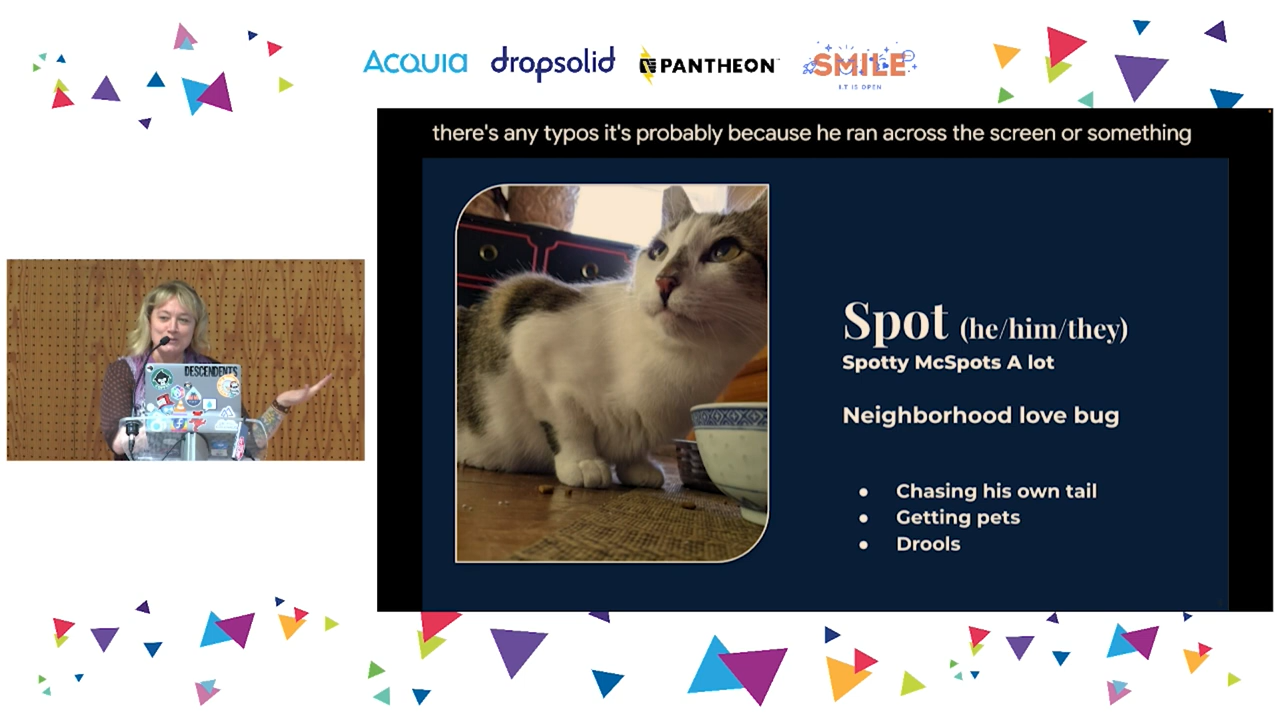 ACQUIA dropsolid PANTHEON SMILE
IT IS OPEN
there's any typos it's probably because he ran across the screen or something
Spot (he/him/they)
Spotty McSpots A lot
Neighborhood love bug
● Chasing his own tail
● Getting pets
● Drools
DESCENDENTS